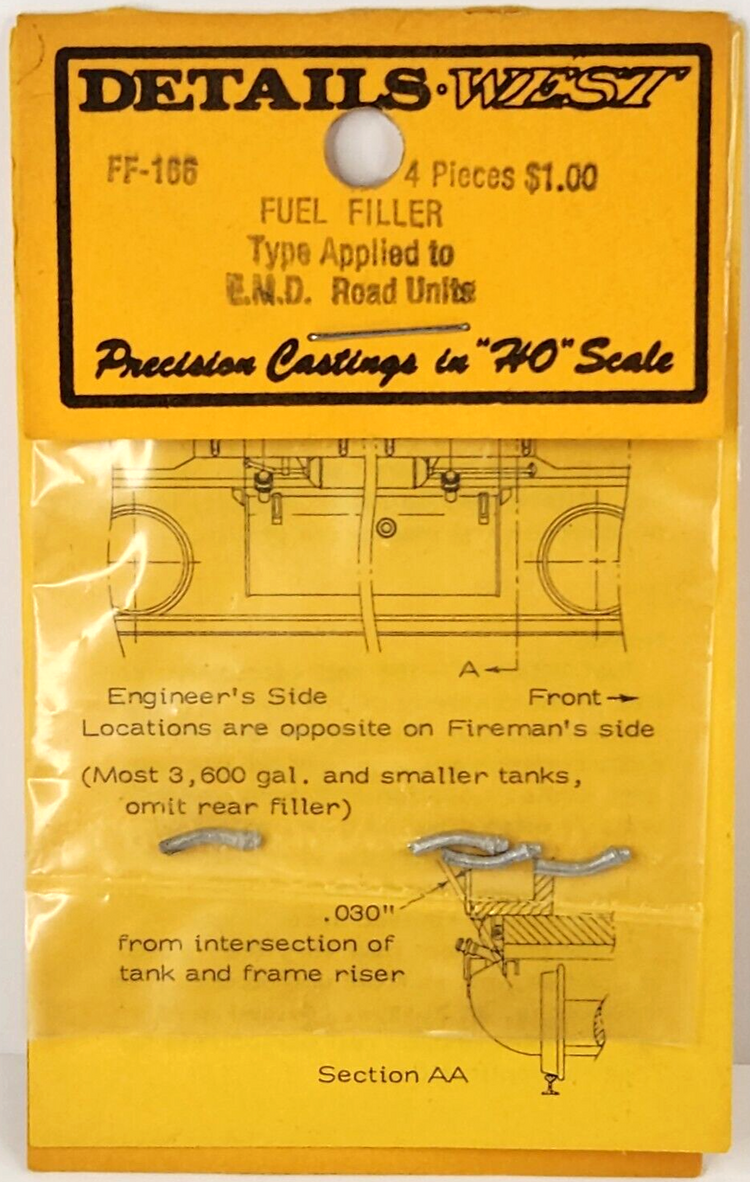 DETAILS·WEST
FF-166 4 Pieces $1.00
FUEL FILLER
Type Applied to
E.M.D. Road Units
Precision Castings in "HO" Scale
A
Engineer's Side Front
Locations are opposite on Fireman's side
(Most 3,600 gal. and smaller tanks,
omit rear filler)
.030"
from intersection of
tank and frame riser
Section AA